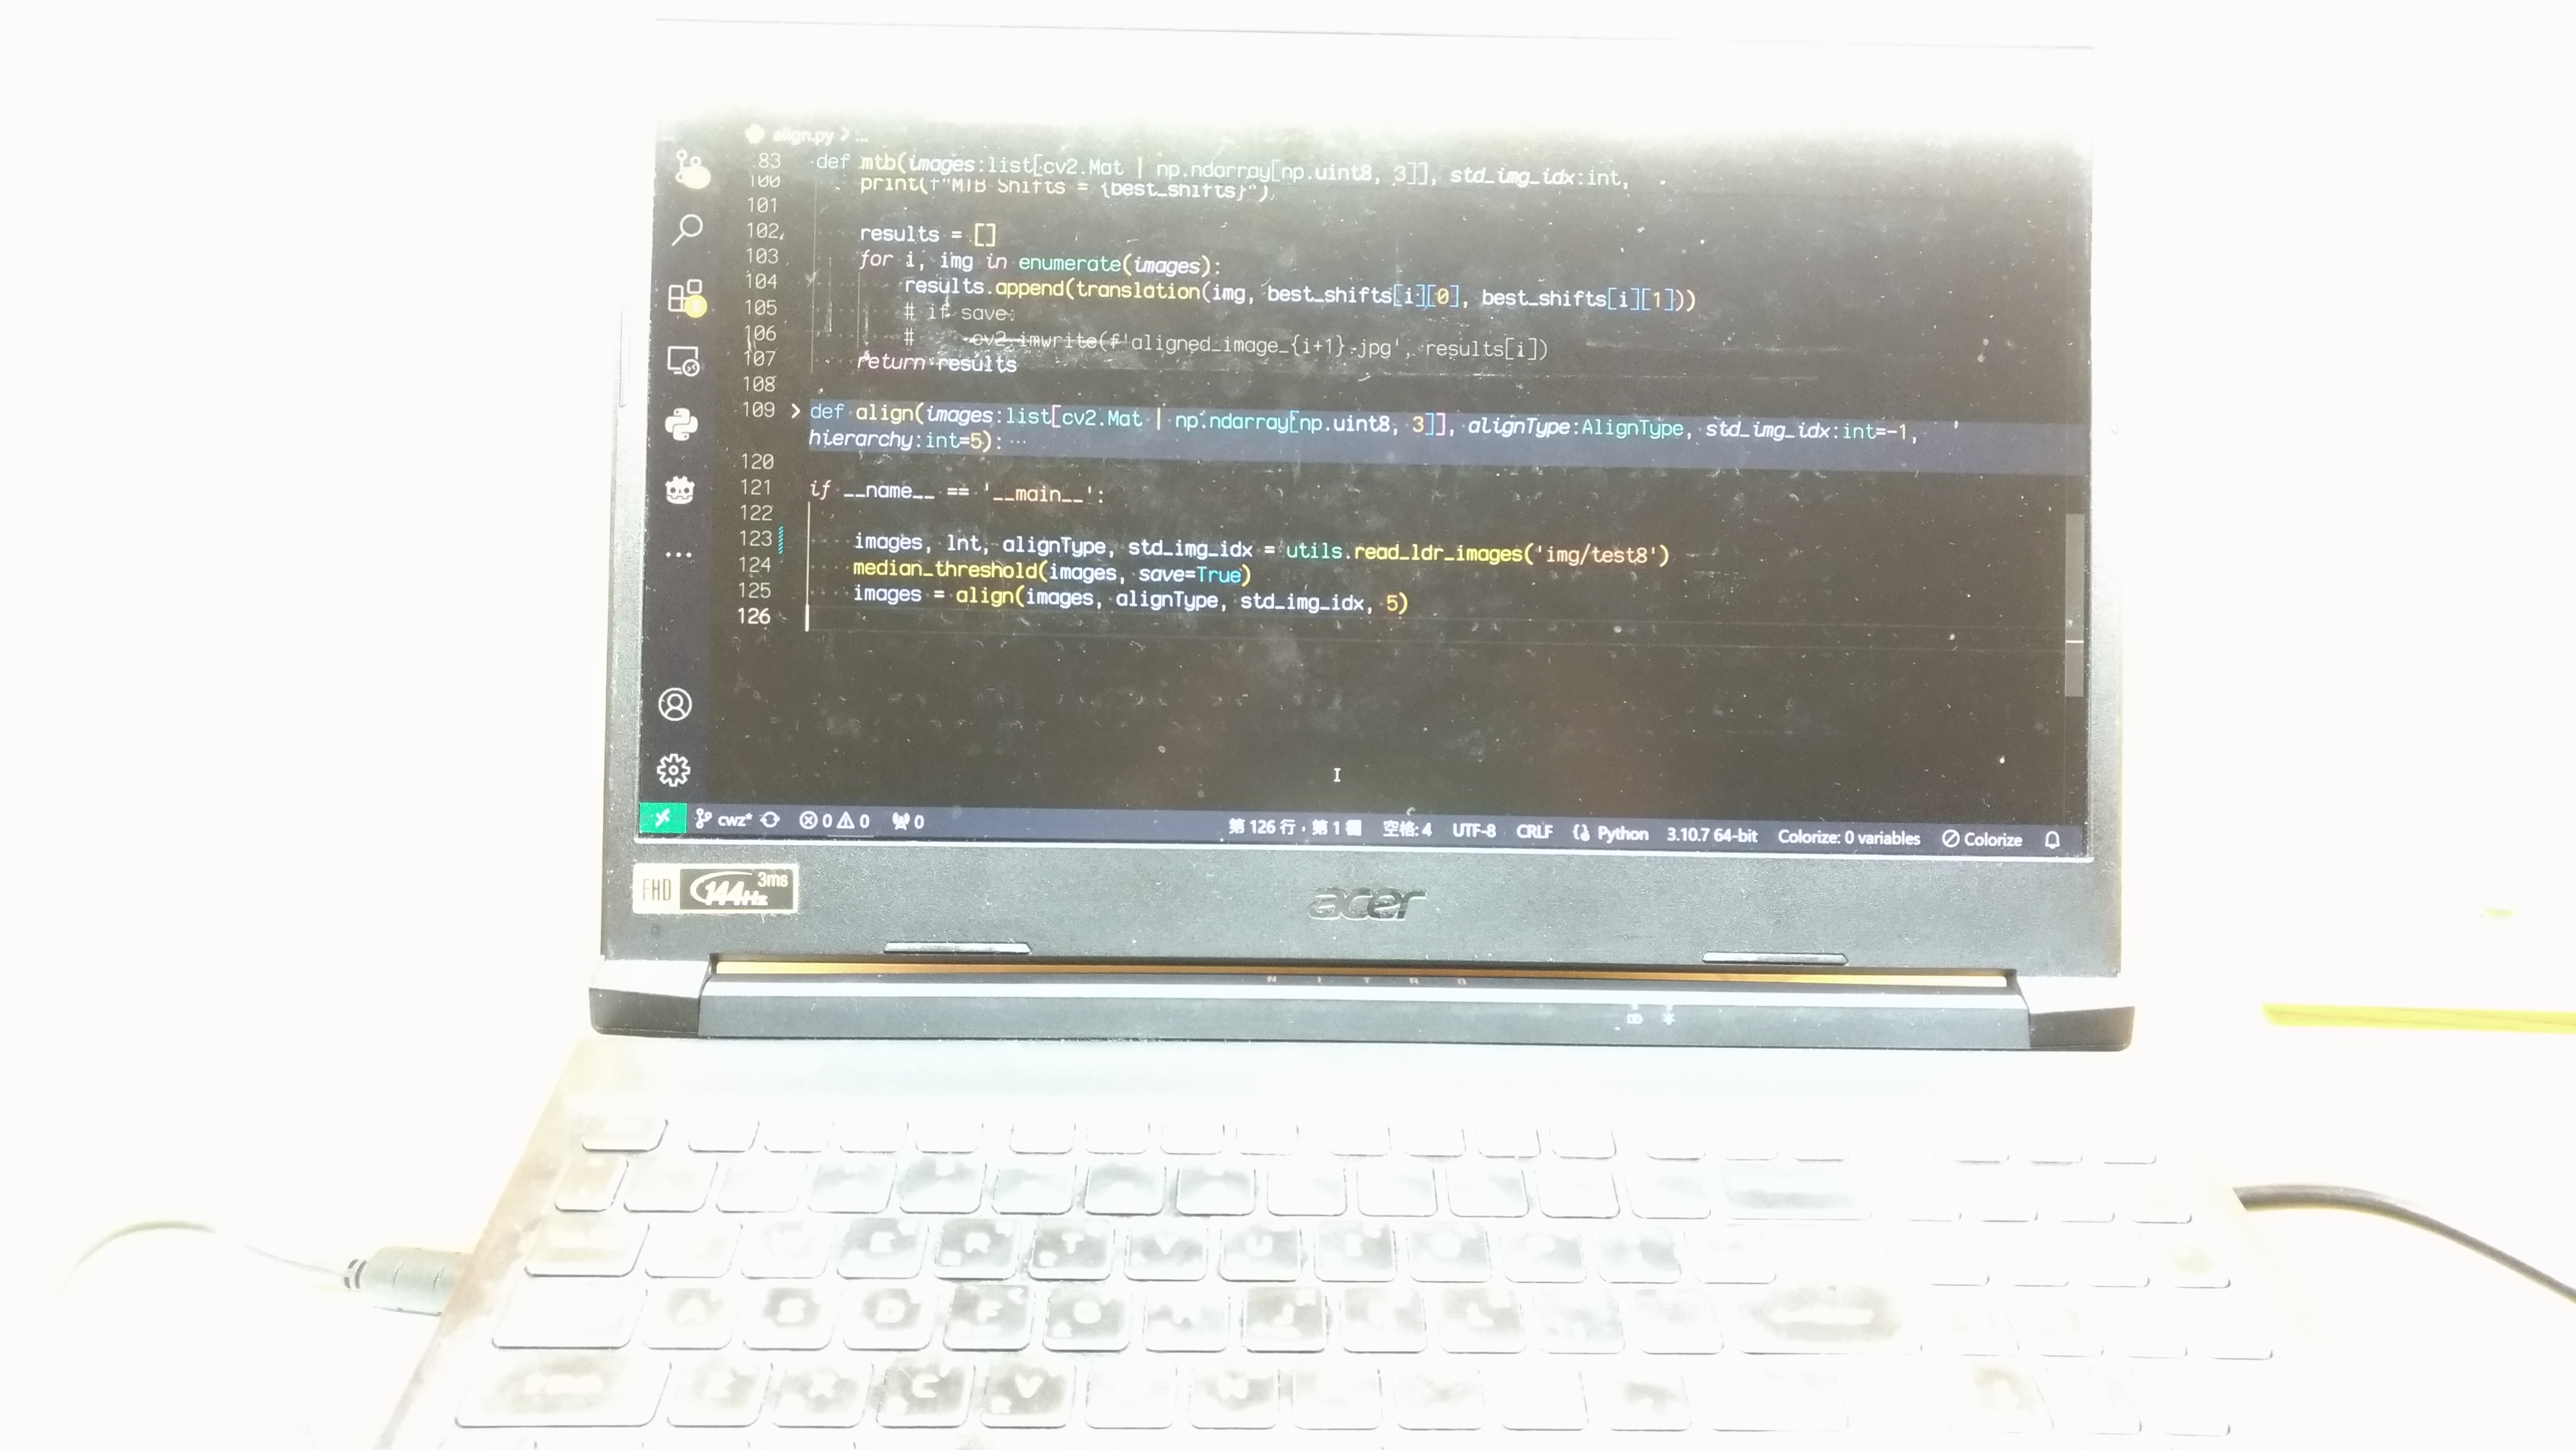 align.py > ...
83 def mtb(images:list[cv2.Mat | np.ndarray[np.uint8, 3]], std_img_idx:int,
100 print(f"MTB Shifts = {best_shifts}"),
101
102 results = []
103 for i, img in enumerate(images):
104 results.append(translation(img, best_shifts[i][0], best_shifts[i][1]))
105 # if save:
106 # cv2.imwrite(f'aligned_image_{i+1}.jpg', results[i])
107 return results
108
109 def align(images:list[cv2.Mat | np.ndarray[np.uint8, 3]], alignType:AlignType, std_img_idx:int=-1,
hierarchy:int=5): ...
120
121 if __name__ == '__main__':
122
123 images, lnt, alignType, std_img_idx = utils.read_ldr_images('img/test8')
124 median_threshold(images, save=True)
125 images = align(images, alignType, std_img_idx, 5)
126
cwz* 0 0 0 第 126 行，第 1 欄 空格: 4 UTF-8 CRLF Python 3.10.7 64-bit Colorize: 0 variables Colorize
FHD 144Hz 3ms
acer
NITRO
E R T Y U
A S D F G J K L
Z X C V N